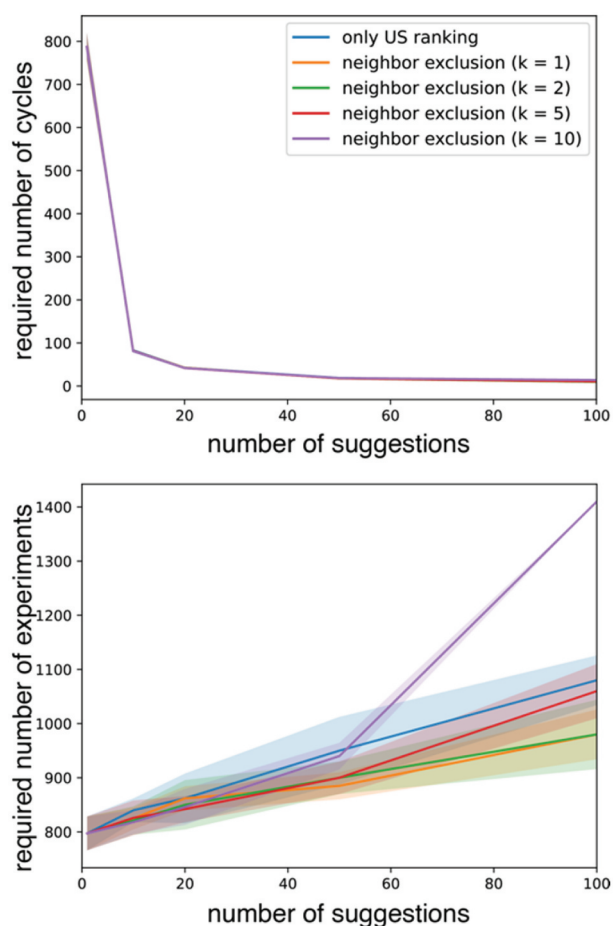 800
700
600
500
400
300
200
100
0
required number of cycles
only US ranking
neighbor exclusion (k = 1)
neighbor exclusion (k = 2)
neighbor exclusion (k = 5)
neighbor exclusion (k = 10)
0 20 40 60 80 100
number of suggestions
1400
1300
1200
1100
1000
900
800
required number of experiments
0 20 40 60 80 100
number of suggestions